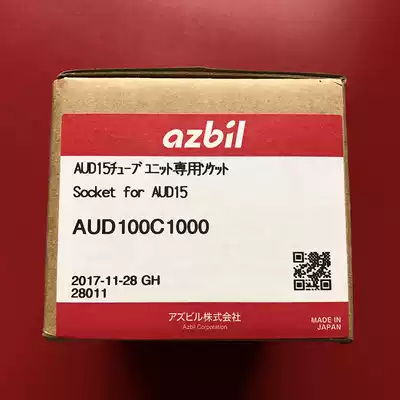 azbil
AUD15チューブユニット専用ソケット
Socket for AUD15
AUD100C1000
2017-11-28 GH
28011
アズビル株式会社
Azbil Corporation
MADE IN
JAPAN